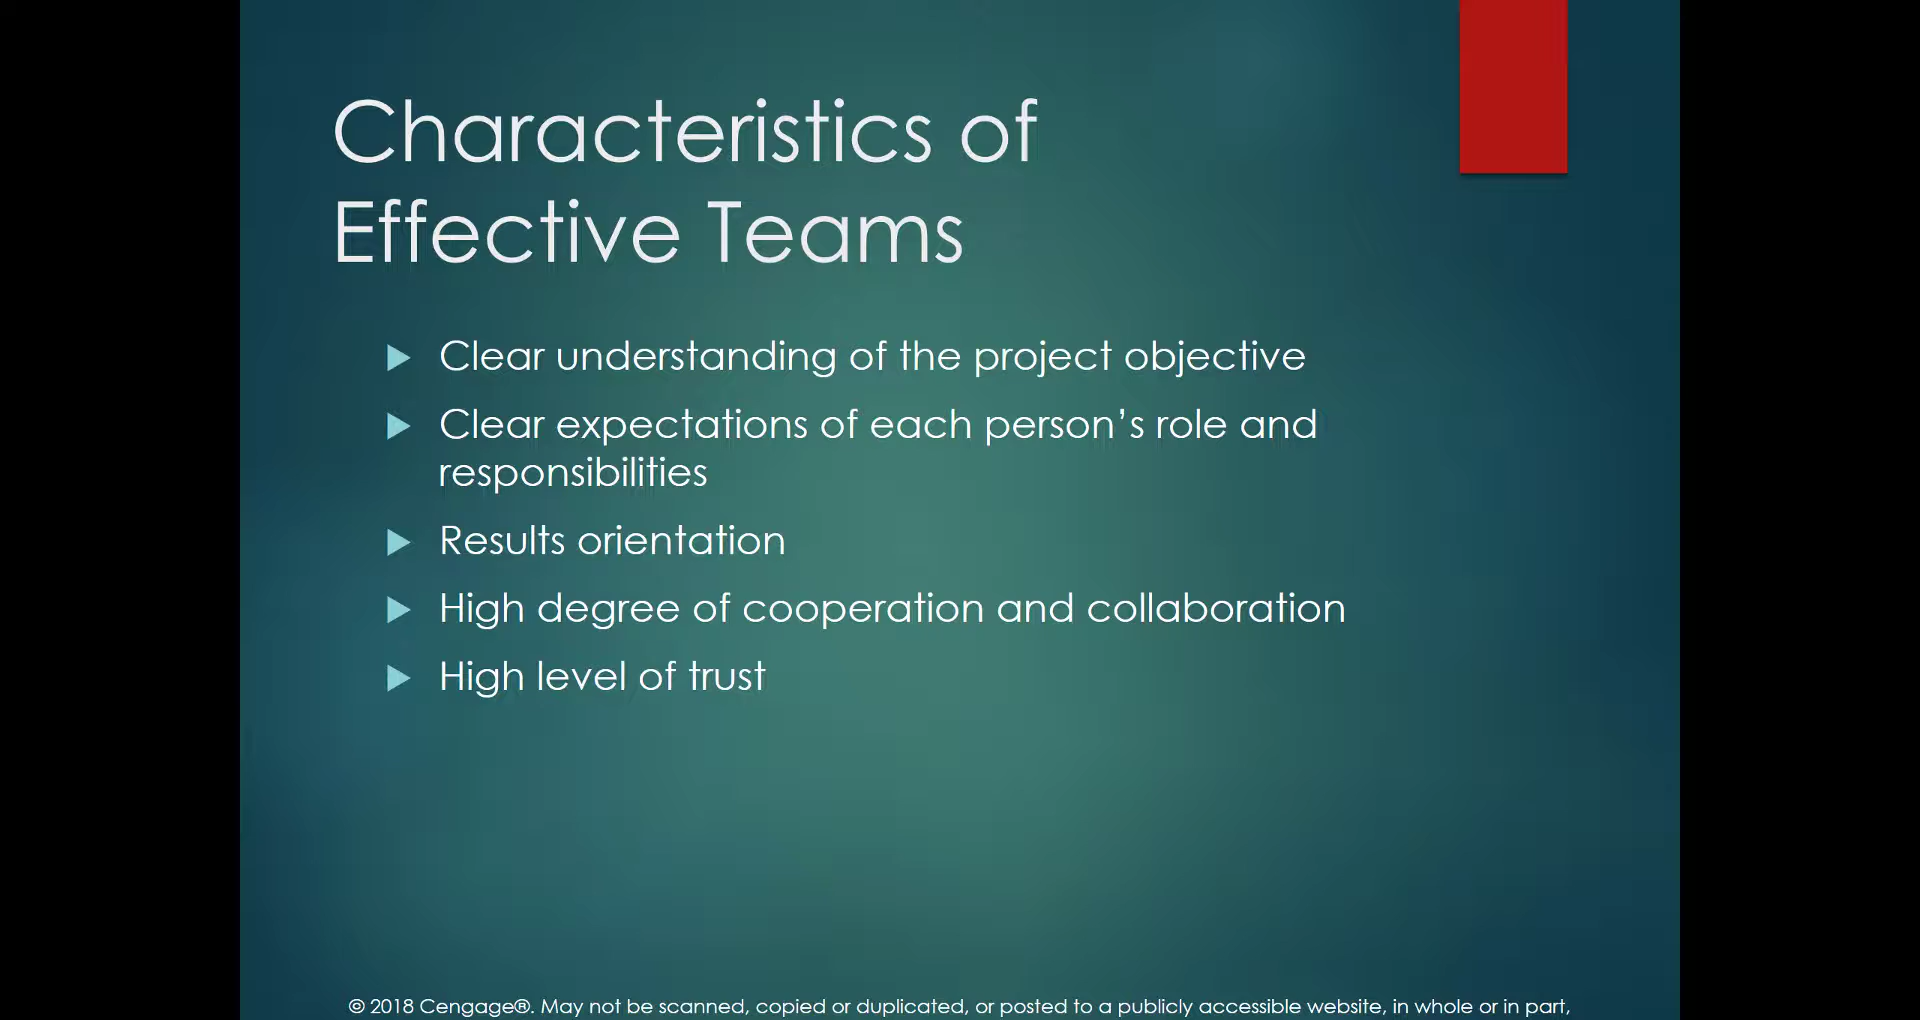 Characteristics of
Effective Teams
Clear understanding of the project objective
Clear expectations of each person’s role and
responsibilities
Results orientation
High degree of cooperation and collaboration
High level of trust
© 2018 Cengage®. May not be scanned, copied or duplicated, or posted to a publicly accessible website, in whole or in part,